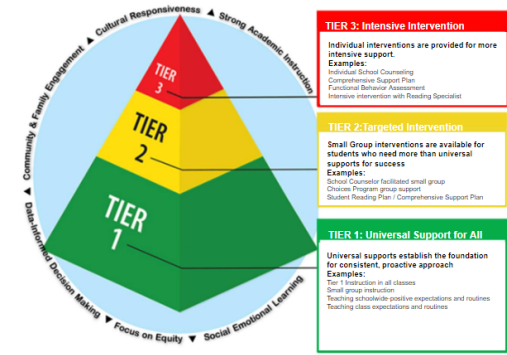 Community & Family Engagement ▲ Cultural Responsiveness ▲ Strong Academic Instruction
Data-Informed Decision Making ▼ Focus on Equity ▼ Social Emotional Learning
TIER
3
TIER
2
TIER
1
TIER 3: Intensive Intervention
Individual interventions are provided for more
intensive support.
Examples:
Individual School Counseling
Comprehensive Support Plan
Functional Behavior Assessment
Intensive intervention with Reading Specialist
TIER 2:Targeted Intervention
Small Group interventions are available for
students who need more than universal
supports for success
Examples:
School Counselor facilitated small group
Choices Program group support
Student Reading Plan / Comprehensive Support Plan
TIER 1: Universal Support for All
Universal supports establish the foundation
for consistent, proactive approach
Examples:
Tier 1 Instruction in all classes
Small group instruction
Teaching schoolwide-positive expectations and routines
Teaching class expectations and routines